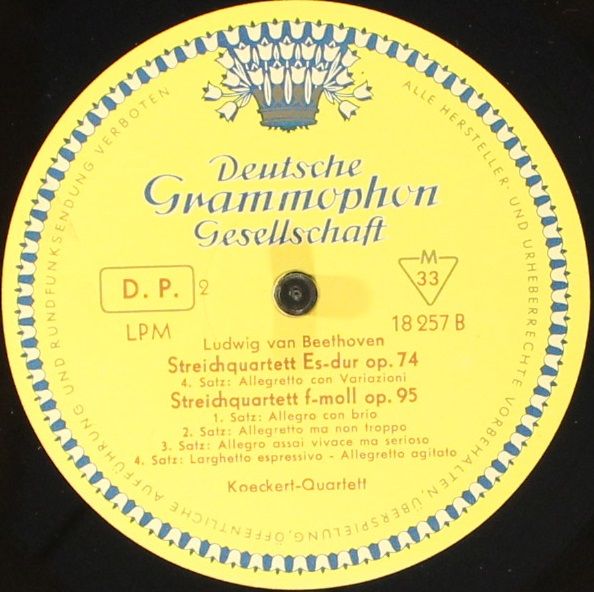 ALLE HERSTELLER- UND URHEBERRECHTE VORBEHALTEN. ÜBERSPIELUNG, ÖFFENTLICHE AUFFÜHRUNG UND RUNDFUNKSENDUNG VERBOTEN
Deutsche
Grammophon
Gesellschaft
D. P. 2
M
33
LPM
18 257 B
Ludwig van Beethoven
Streichquartett Es-dur op. 74
4. Satz: Allegretto con Variazioni
Streichquartett f-moll op. 95
1. Satz: Allegro con brio
2. Satz: Allegretto ma non troppo
3. Satz: Allegro assai vivace ma serioso
4. Satz: Larghetto espressivo - Allegretto agitato
Koeckert-Quartett